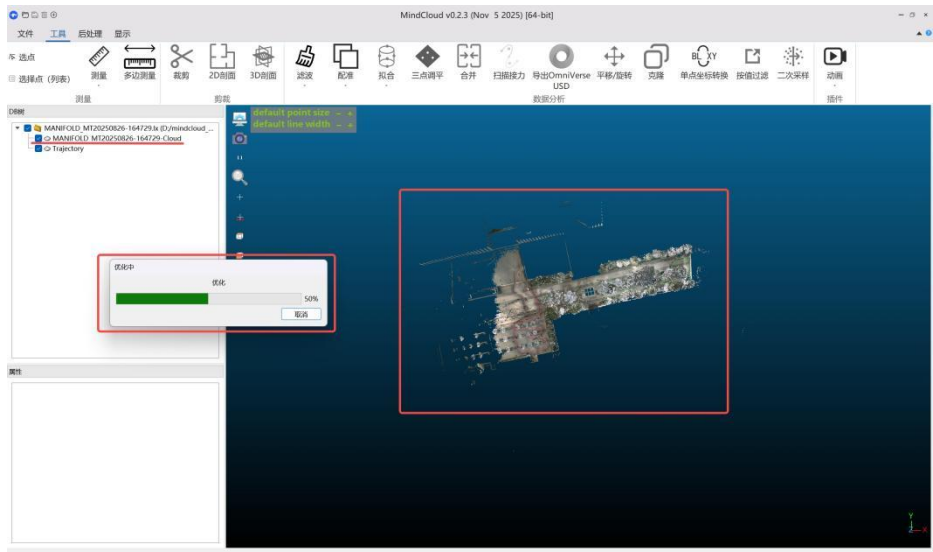 MindCloud v0.2.3 (Nov 5 2025) [64-bit]
文件 工具 后处理 显示
选点
选择点 (列表)
测量 多边测量 裁剪 2D剖面 3D剖面 滤波 配准 拟合 三点调平 合并 扫描接力 导出OmniVerse USD 平移/旋转 克隆 单点坐标转换 按值过滤 二次采样 动画
BL XY
测量 剪裁 数据分析 插件
DB树
default point size - +
default line width - +
MANIFOLD_MT20250826-164729.lx (D:/mindcloud_...
MANIFOLD_MT20250826-164729-Cloud
Trajectory
优化中
优化
50%
取消
属性
Y
Z
X